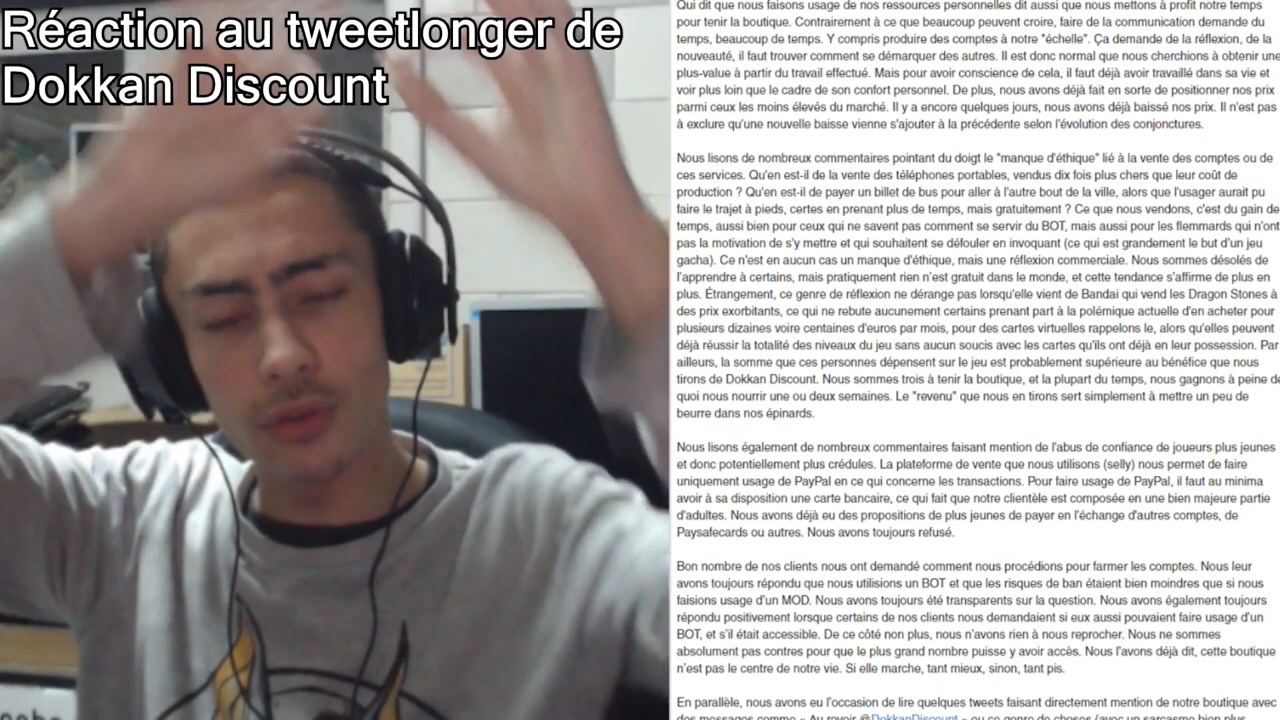 Réaction au tweetlonger de
Dokkan Discount
Qui dit que nous faisons usage de nos ressources personnelles dit aussi que nous mettons à profit notre temps
pour tenir la boutique. Contrairement à ce que beaucoup peuvent croire, faire de la communication demande du
temps, beaucoup de temps. Y compris produire des comptes à notre "échelle". Ça demande de la réflexion, de la
nouveauté, il faut trouver comment se démarquer des autres. Il est donc normal que nous cherchions à obtenir une
plus-value à partir du travail effectué. Mais pour avoir conscience de cela, il faut déjà avoir travaillé dans sa vie et
voir plus loin que le cadre de son confort personnel. De plus, nous avons déjà fait en sorte de positionner nos prix
parmi ceux les moins élevés du marché. Il y a encore quelques jours, nous avons déjà baissé nos prix. Il n'est pas
à exclure qu'une nouvelle baisse vienne s'ajouter à la précédente selon l'évolution des conjonctures.
Nous lisons de nombreux commentaires pointant du doigt le "manque d'éthique" lié à la vente des comptes ou de
ces services. Qu'en est-il de la vente des téléphones portables, vendus dix fois plus chers que leur coût de
production ? Qu'en est-il de payer un billet de bus pour aller à l'autre bout de la ville, alors que l'usager aurait pu
faire le trajet à pieds, certes en prenant plus de temps, mais gratuitement ? Ce que nous vendons, c'est du gain de
temps, aussi bien pour ceux qui ne savent pas comment se servir du BOT, mais aussi pour les flemmards qui n'ont
pas la motivation de s'y mettre et qui souhaitent se défouler en invoquant (ce qui est grandement le but d'un jeu
gacha). Ce n'est en aucun cas un manque d'éthique, mais une réflexion commerciale. Nous sommes désolés de
l'apprendre à certains, mais pratiquement rien n'est gratuit dans le monde, et cette tendance s'affirme de plus en
plus. Étrangement, ce genre de réflexion ne dérange pas lorsqu'elle vient de Bandai qui vend les Dragon Stones à
des prix exorbitants, ce qui ne rebute aucunement certains prenant part à la polémique actuelle d'en acheter pour
plusieurs dizaines voire centaines d'euros par mois, pour des cartes virtuelles rappelons le, alors qu'elles peuvent
déjà réussir la totalité des niveaux du jeu sans aucun soucis avec les cartes qu'ils ont déjà en leur possession. Par
ailleurs, la somme que ces personnes dépensent sur le jeu est probablement supérieure au bénéfice que nous
tirons de Dokkan Discount. Nous sommes trois à tenir la boutique, et la plupart du temps, nous gagnons à peine de
quoi nous nourrir une ou deux semaines. Le "revenu" que nous en tirons sert simplement à mettre un peu de
beurre dans nos épinards.
Nous lisons également de nombreux commentaires faisant mention de l'abus de confiance de joueurs plus jeunes
et donc potentiellement plus crédules. La plateforme de vente que nous utilisons (selly) nous permet de faire
uniquement usage de PayPal en ce qui concerne les transactions. Pour faire usage de PayPal, il faut au minima
avoir à sa disposition une carte bancaire, ce qui fait que notre clientèle est composée en une bien majeure partie
d'adultes. Nous avons déjà eu des propositions de plus jeunes de payer en l'échange d'autres comptes, de
Paysafecards ou autres. Nous avons toujours refusé.
Bon nombre de nos clients nous ont demandé comment nous procédions pour farmer les comptes. Nous leur
avons toujours répondu que nous utilisions un BOT et que les risques de ban étaient bien moindres que si nous
faisions usage d'un MOD. Nous avons toujours été transparents sur la question. Nous avons également toujours
répondu positivement lorsque certains de nos clients nous demandaient si eux aussi pouvaient faire usage d'un
BOT, et s'il était accessible. De ce côté non plus, nous n'avons rien à nous reprocher. Nous ne sommes
absolument pas contres pour que le plus grand nombre puisse y avoir accès. Nous l'avons déjà dit, cette boutique
n'est pas le centre de notre vie. Si elle marche, tant mieux, sinon, tant pis.
En parallèle, nous avons eu l'occasion de lire quelques tweets faisant directement mention de notre boutique avec
des messages comme « Au revoir @DokkanDiscount » ou ce genre de choses (avec un sarcasme bien plus